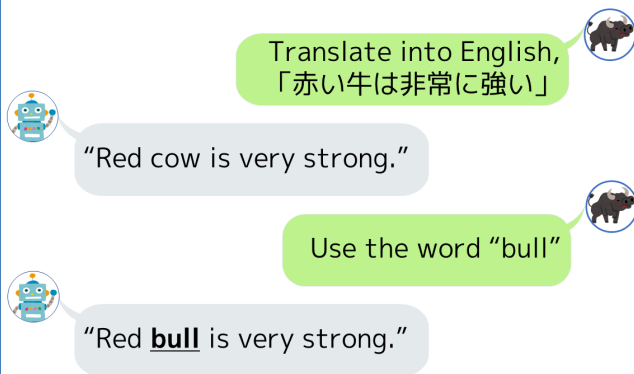 Translate into English,
「赤い牛は非常に強い」
“Red cow is very strong.”
Use the word “bull”
“Red bull is very strong.”